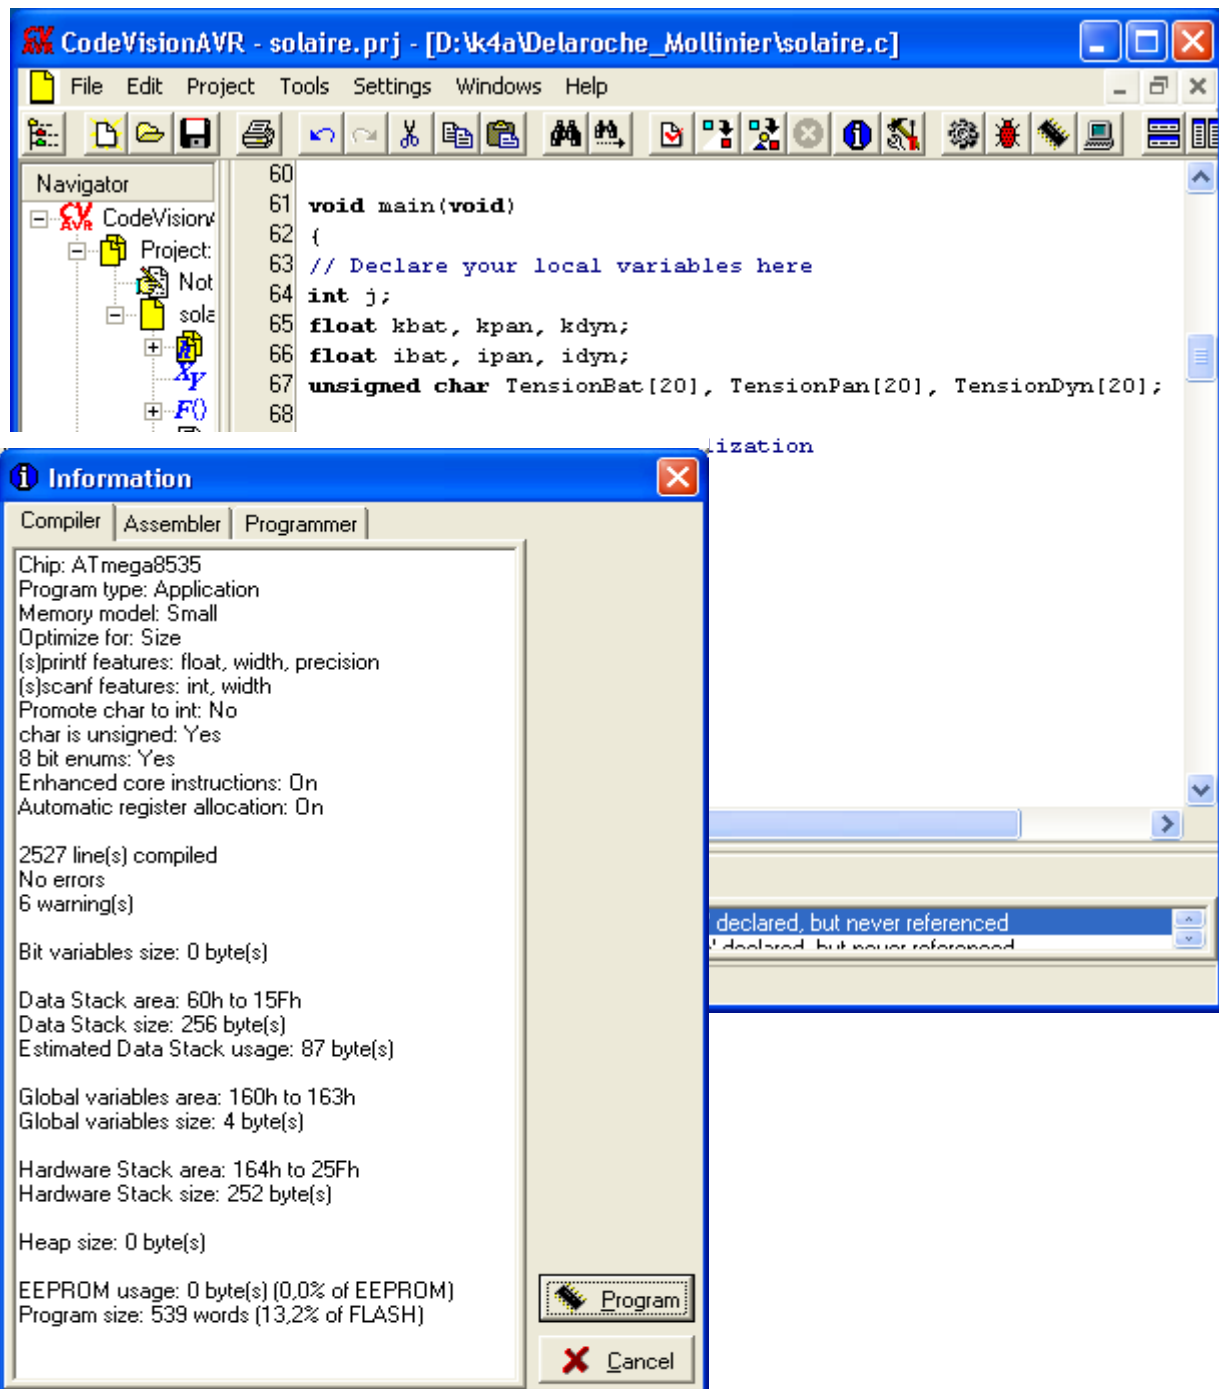 CodeVisionAVR - solaire.prj - [D:\k4a\Delaroche_Mollinier\solaire.c]
File Edit Project Tools Settings Windows Help
Navigator
CodeVision
Project:
Not
sola
F()
60
61 void main(void)
62 {
63 // Declare your local variables here
64 int j;
65 float kbat, kpan, kdyn;
66 float ibat, ipan, idyn;
67 unsigned char TensionBat[20], TensionPan[20], TensionDyn[20];
68
lization
declared, but never referenced
declared, but never referenced
Information
Compiler Assembler Programmer
Chip: ATmega8535
Program type: Application
Memory model: Small
Optimize for: Size
(s)printf features: float, width, precision
(s)scanf features: int, width
Promote char to int: No
char is unsigned: Yes
8 bit enums: Yes
Enhanced core instructions: On
Automatic register allocation: On
2527 line(s) compiled
No errors
6 warning(s)
Bit variables size: 0 byte(s)
Data Stack area: 60h to 15Fh
Data Stack size: 256 byte(s)
Estimated Data Stack usage: 87 byte(s)
Global variables area: 160h to 163h
Global variables size: 4 byte(s)
Hardware Stack area: 164h to 25Fh
Hardware Stack size: 252 byte(s)
Heap size: 0 byte(s)
EEPROM usage: 0 byte(s) (0,0% of EEPROM)
Program size: 539 words (13,2% of FLASH)
Program
Cancel